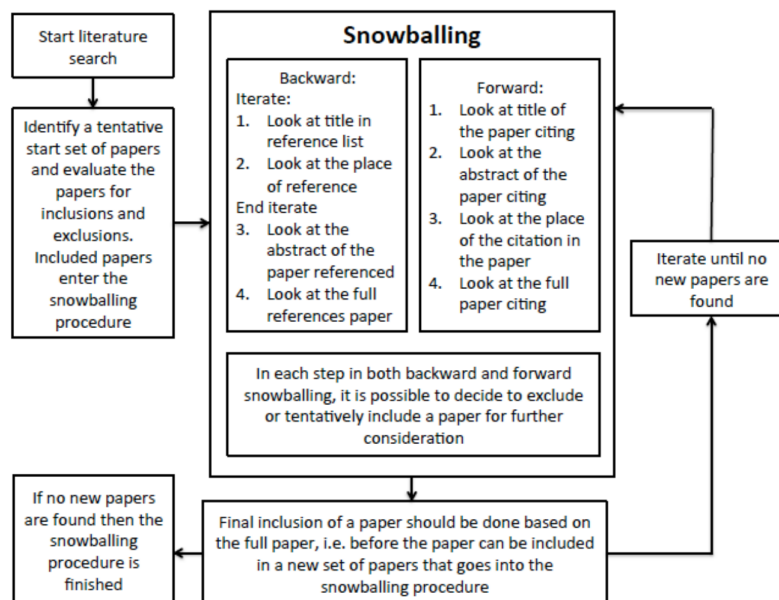 Start literature
search
Identify a tentative
start set of papers
and evaluate the
papers for
inclusions and
exclusions.
Included papers
enter the
snowballing
procedure
Snowballing
Backward:
Iterate:
1. Look at title in
reference list
2. Look at the place
of reference
End iterate
3. Look at the
abstract of the
paper referenced
4. Look at the full
references paper
Forward:
1. Look at title of
the paper citing
2. Look at the
abstract of the
paper citing
3. Look at the place
of the citation in
the paper
4. Look at the full
paper citing
In each step in both backward and forward
snowballing, it is possible to decide to exclude
or tentatively include a paper for further
consideration
Iterate until no
new papers are
found
Final inclusion of a paper should be done based on
the full paper, i.e. before the paper can be included
in a new set of papers that goes into the
snowballing procedure
If no new papers
are found then the
snowballing
procedure is
finished